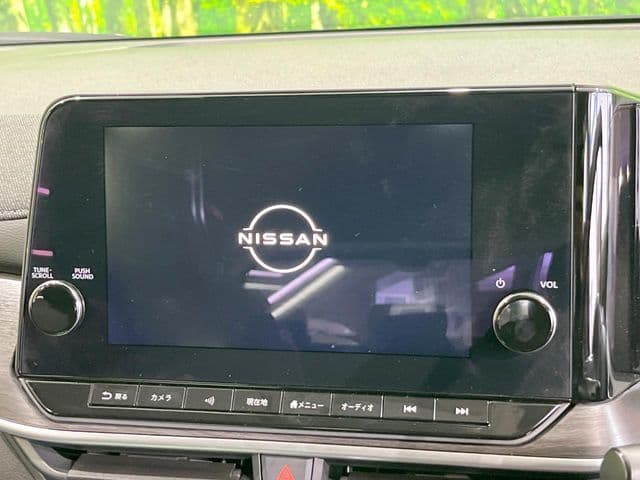 NISSAN
TUNE・
SCROLL
PUSH
SOUND
VOL
戻る
カメラ
現在地
メニュー
オーディオ